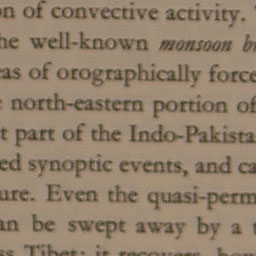 on of convective activity.
he well-known monsoon b
as of orographically force
north-eastern portion of
t part of the Indo-Pakista
ed synoptic events, and ca
ure. Even the quasi-perm
an be swept away by a t
ss Tibet; it recovers, how